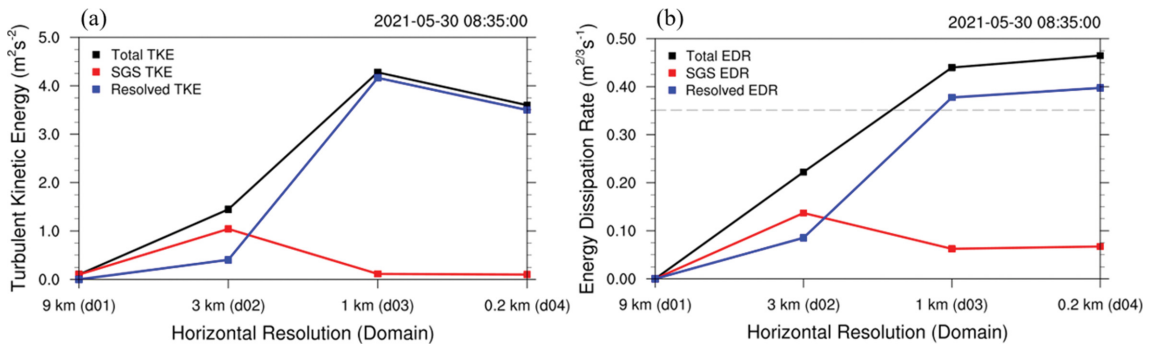 (a)
2021-05-30 08:35:00
Turbulent Kinetic Energy (m²s⁻²)
5.0
4.0
3.0
2.0
1.0
0.0
Total TKE
SGS TKE
Resolved TKE
9 km (d01)
3 km (d02)
1 km (d03)
0.2 km (d04)
Horizontal Resolution (Domain)
(b)
2021-05-30 08:35:00
Energy Dissipation Rate (m²ᐟ³s⁻¹)
0.50
0.40
0.30
0.20
0.10
0.00
Total EDR
SGS EDR
Resolved EDR
9 km (d01)
3 km (d02)
1 km (d03)
0.2 km (d04)
Horizontal Resolution (Domain)